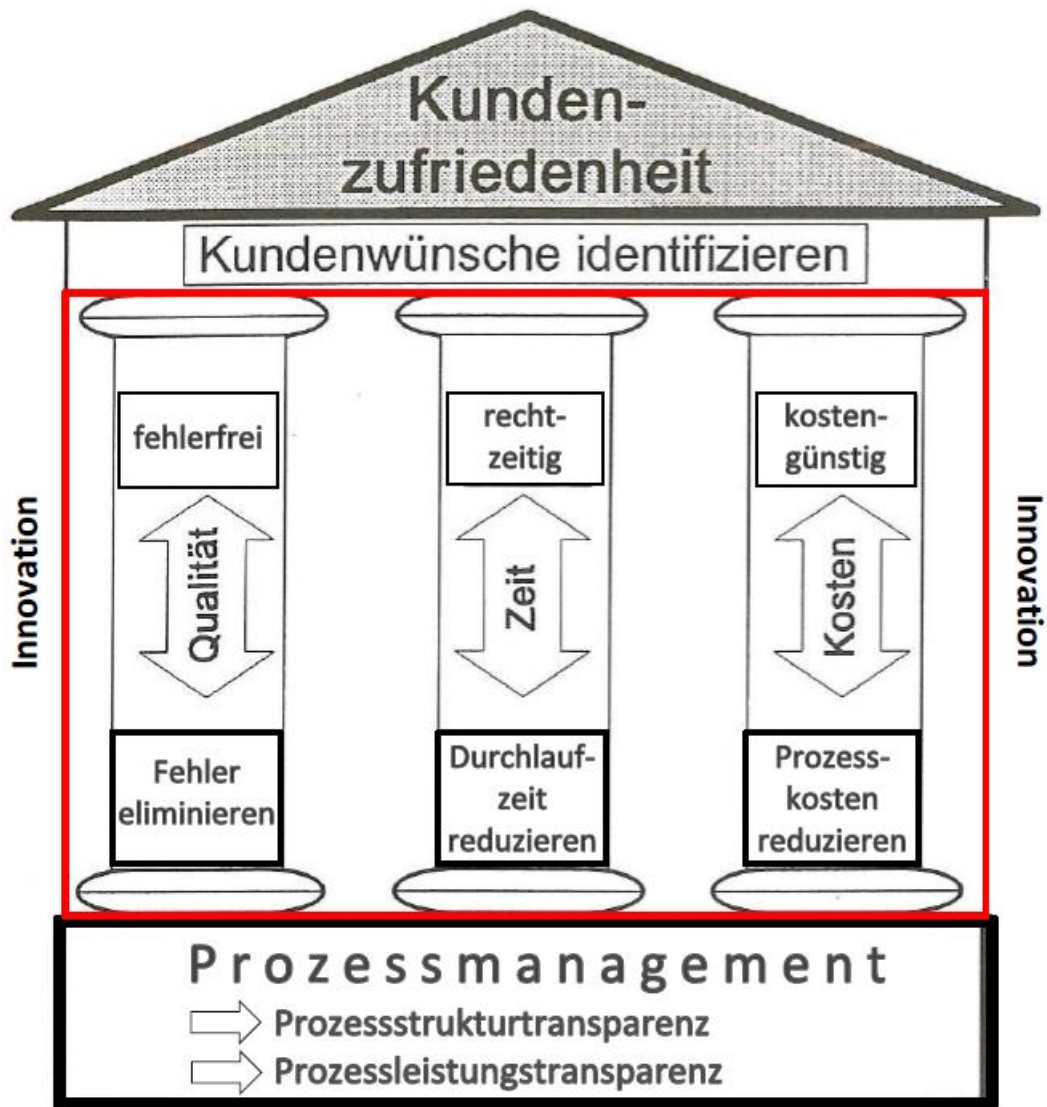 Kunden-
zufriedenheit
Kundenwünsche identifizieren
fehlerfrei
recht-
zeitig
kosten-
günstig
Innovation
Qualität
Zeit
Kosten
Innovation
Fehler
eliminieren
Durchlauf-
zeit
reduzieren
Prozess-
kosten
reduzieren
Prozessmanagement
Prozessstrukturtransparenz
Prozessleistungstransparenz